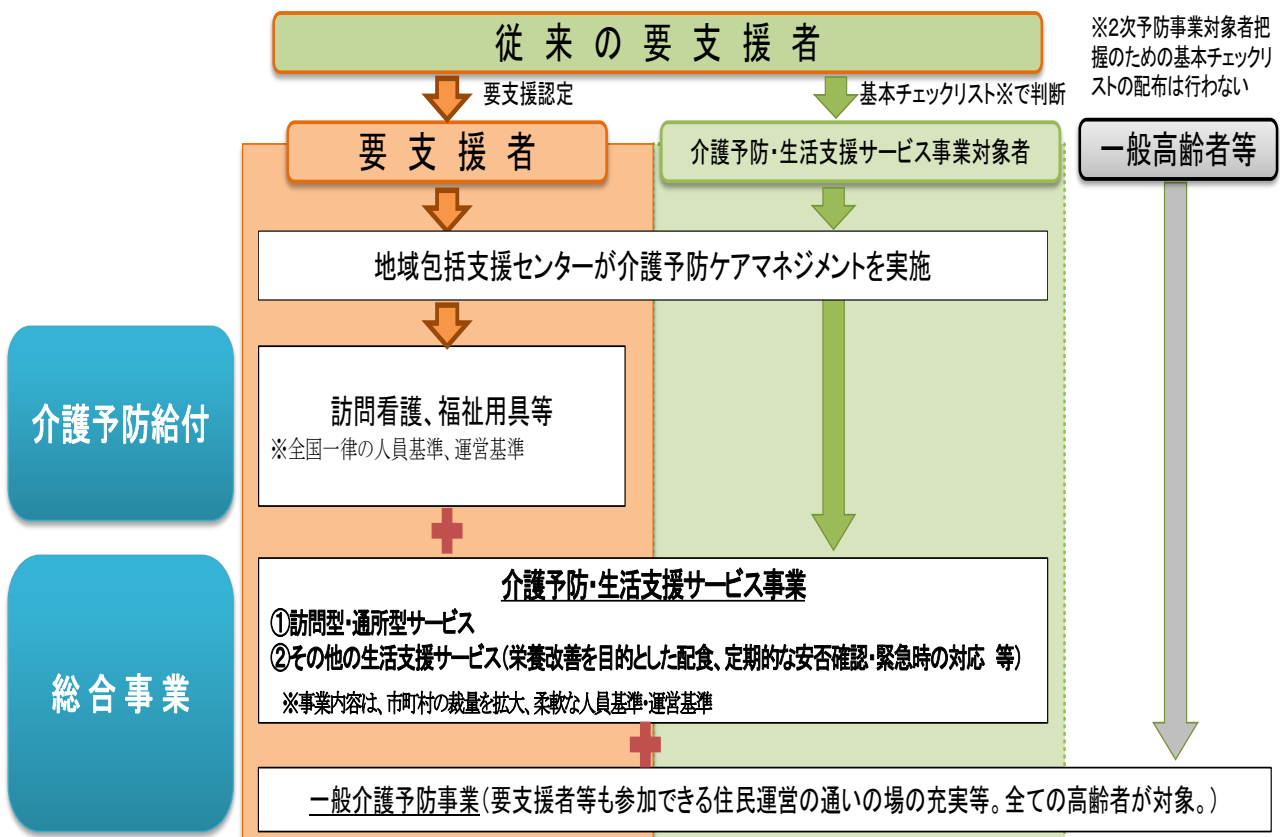 従来の要支援者
※2次予防事業対象者把
握のための基本チェックリ
ストの配布は行わない
要支援認定
基本チェックリスト※で判断
要支援者
介護予防・生活支援サービス事業対象者
一般高齢者等
地域包括支援センターが介護予防ケアマネジメントを実施
介護予防給付
訪問看護、福祉用具等
※全国一律の人員基準、運営基準
総合事業
介護予防・生活支援サービス事業
①訪問型・通所型サービス
②その他の生活支援サービス(栄養改善を目的とした配食、定期的な安否確認・緊急時の対応 等)
※事業内容は、市町村の裁量を拡大、柔軟な人員基準・運営基準
一般介護予防事業(要支援者等も参加できる住民運営の通いの場の充実等。全ての高齢者が対象。)